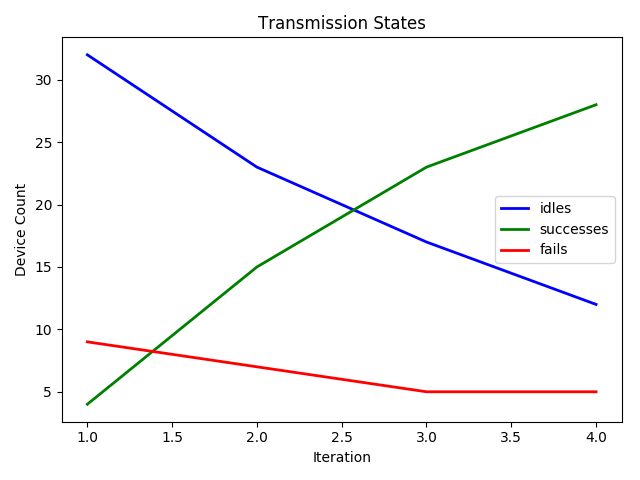 Transmission States
Device Count
30
25
20
15
10
5
idles
successes
fails
1.0 1.5 2.0 2.5 3.0 3.5 4.0
Iteration